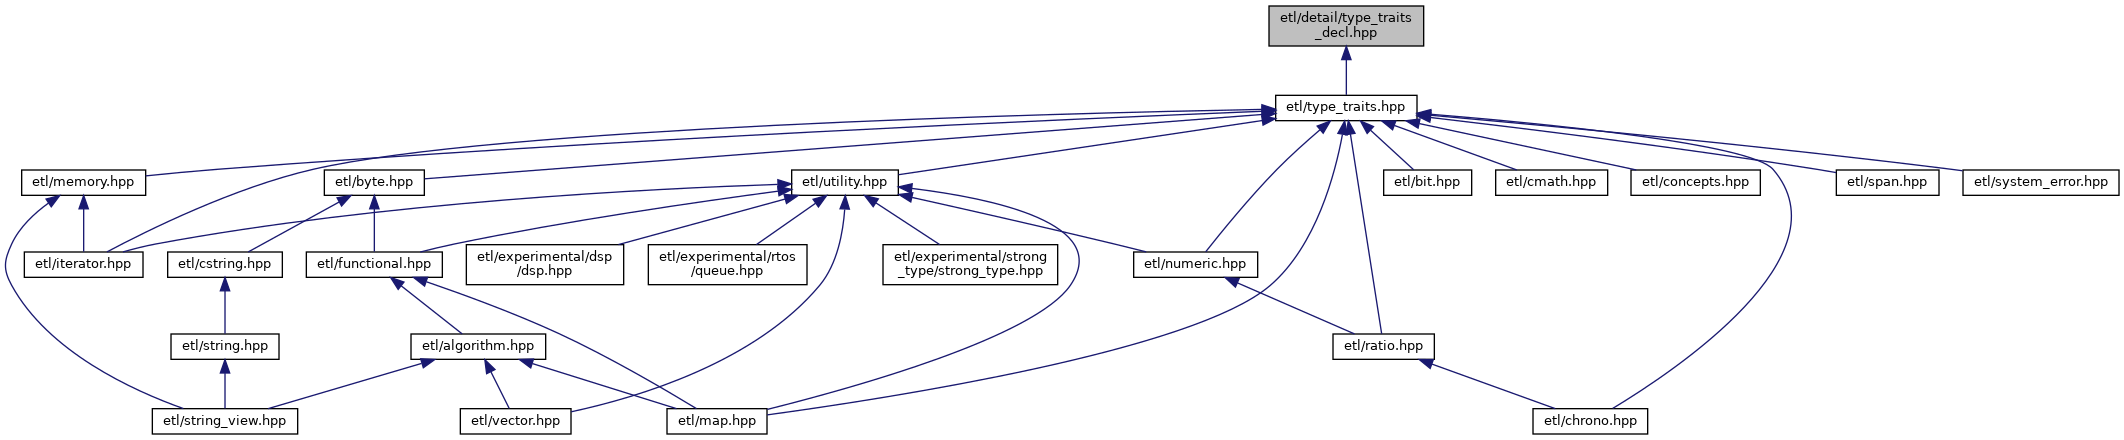 etl/detail/type_traits
_decl.hpp
etl/type_traits.hpp
etl/memory.hpp
etl/byte.hpp
etl/utility.hpp
etl/bit.hpp
etl/cmath.hpp
etl/concepts.hpp
etl/span.hpp
etl/system_error.hpp
etl/iterator.hpp
etl/cstring.hpp
etl/functional.hpp
etl/experimental/dsp
/dsp.hpp
etl/experimental/rtos
/queue.hpp
etl/experimental/strong
_type/strong_type.hpp
etl/numeric.hpp
etl/string.hpp
etl/algorithm.hpp
etl/ratio.hpp
etl/string_view.hpp
etl/vector.hpp
etl/map.hpp
etl/chrono.hpp